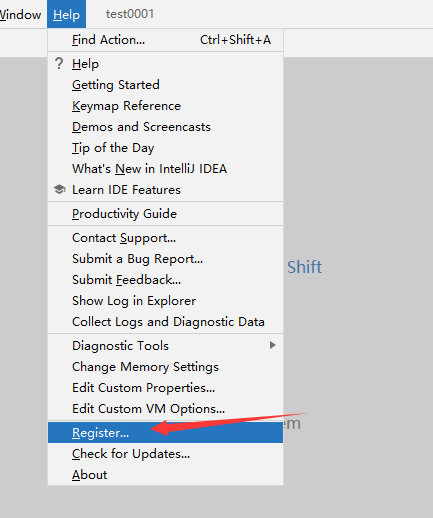 Window Help test0001
Find Action... Ctrl+Shift+A
? Help
Getting Started
Keymap Reference
Demos and Screencasts
Tip of the Day
What's New in IntelliJ IDEA
Learn IDE Features
Productivity Guide
Contact Support...
Submit a Bug Report...
Submit Feedback...
Shift
Show Log in Explorer
Collect Logs and Diagnostic Data
Diagnostic Tools
Change Memory Settings
Edit Custom Properties...
Edit Custom VM Options...
Register...
Check for Updates...
About